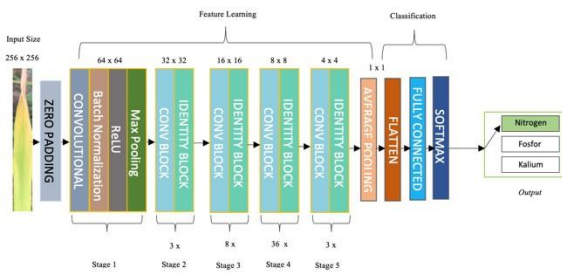 Feature Learning
Classification
Input Size
256 x 256
64 x 64
32 x 32
16 x 16
8 x 8
4 x 4
1 x 1
ZERO PADDING
CONVOLUTIONAL
Batch Normalization
ReLU
Max Pooling
CONV BLOCK
IDENTITY BLOCK
CONV BLOCK
IDENTITY BLOCK
CONV BLOCK
IDENTITY BLOCK
CONV BLOCK
IDENTITY BLOCK
AVERAGE POOLING
FLATTEN
FULLY CONNECTED
SOFTMAX
Nitrogen
Fosfor
Kalium
Output
3 x
8 x
36 x
3 x
Stage 1
Stage 2
Stage 3
Stage 4
Stage 5